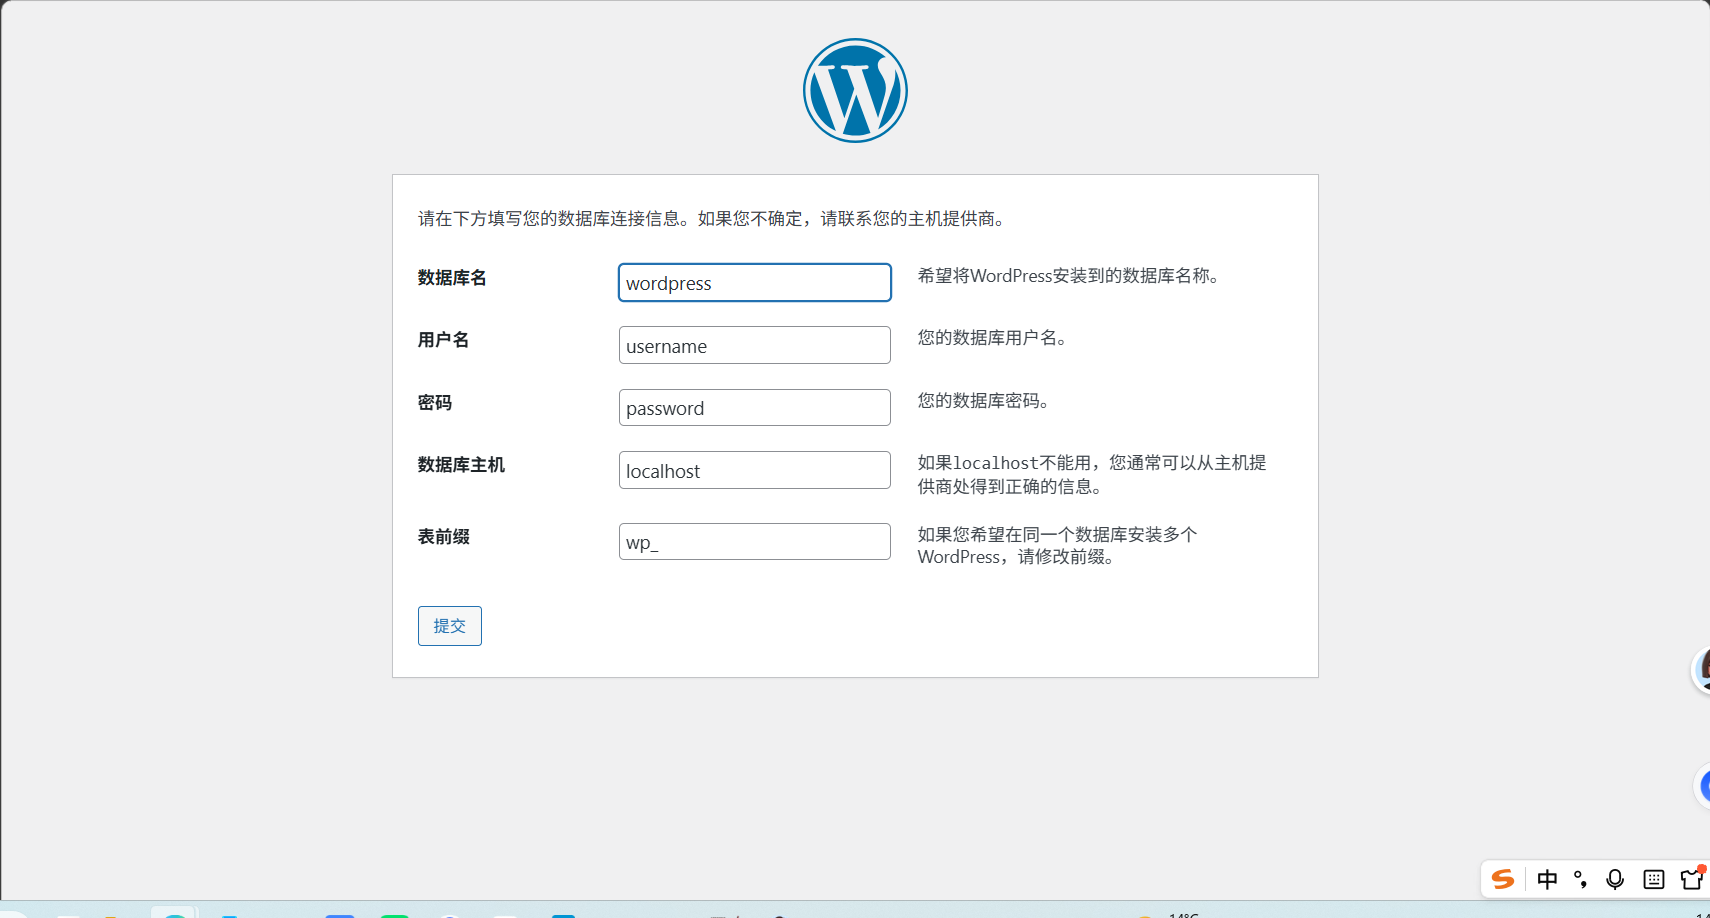 请在下方填写您的数据库连接信息。如果您不确定，请联系您的主机提供商。
数据库名
wordpress
希望将WordPress安装到的数据库名称。
用户名
username
您的数据库用户名。
密码
password
您的数据库密码。
数据库主机
localhost
如果localhost不能用，您通常可以从主机提
供商处得到正确的信息。
表前缀
wp_
如果您希望在同一个数据库安装多个
WordPress，请修改前缀。
提交
中